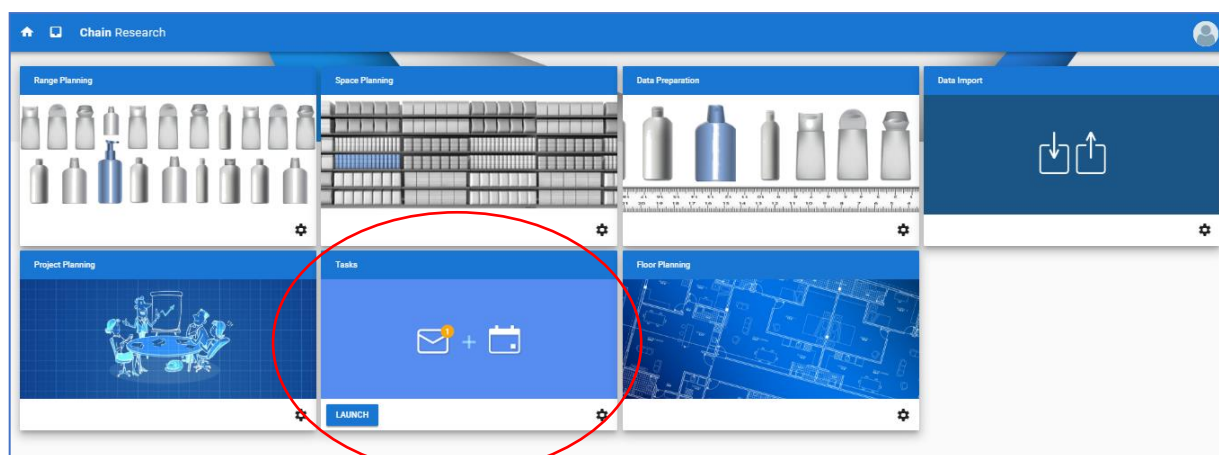 Chain Research
Range Planning
Space Planning
Data Preparation
Data Import
Project Planning
Tasks
Floor Planning
1
LAUNCH